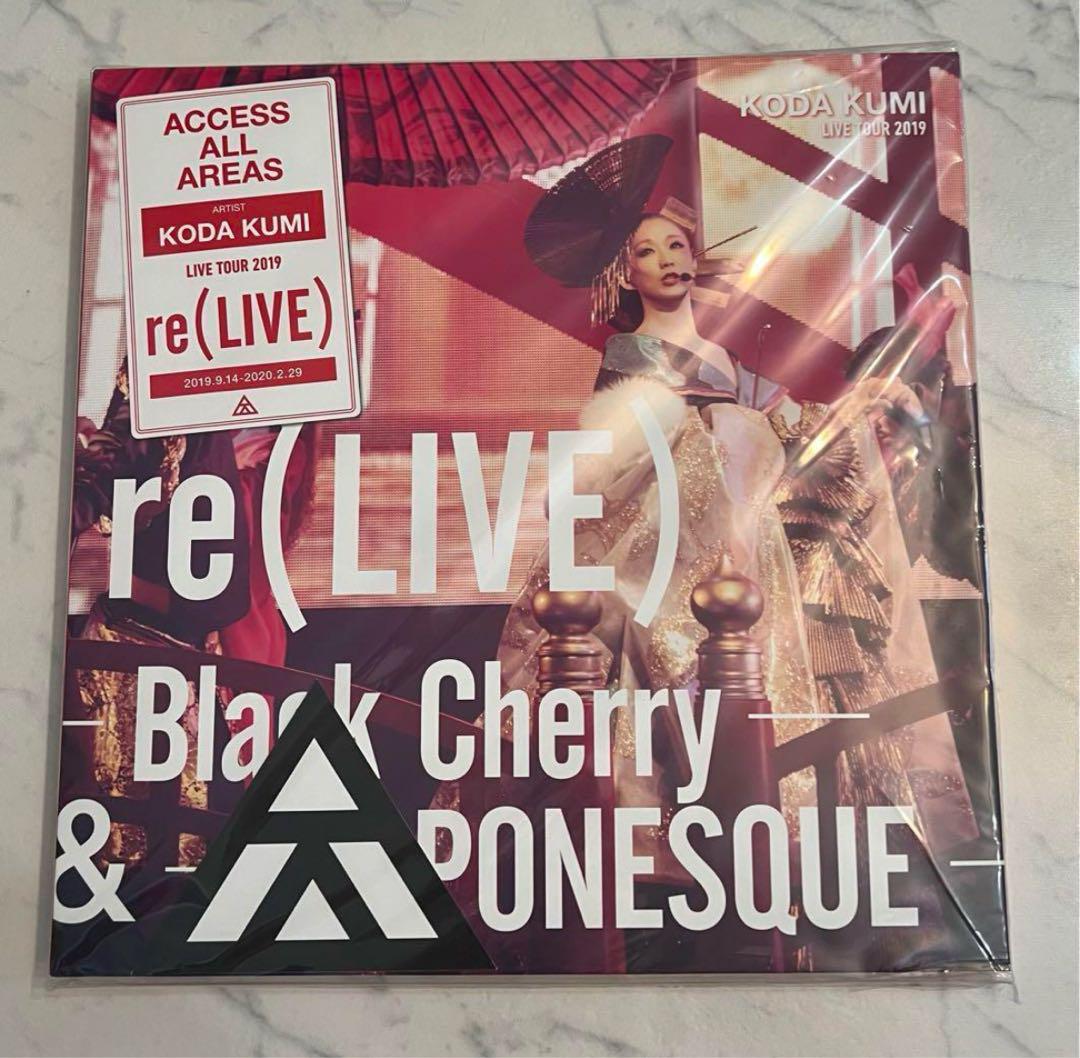 ACCESS
ALL
AREAS
ARTIST
KODA KUMI
LIVE TOUR 2019
re(LIVE)
2019.9.14-2020.2.29
KODA KUMI
LIVE TOUR 2019
re(LIVE)
– Black Cherry –
& – PONESQUE –